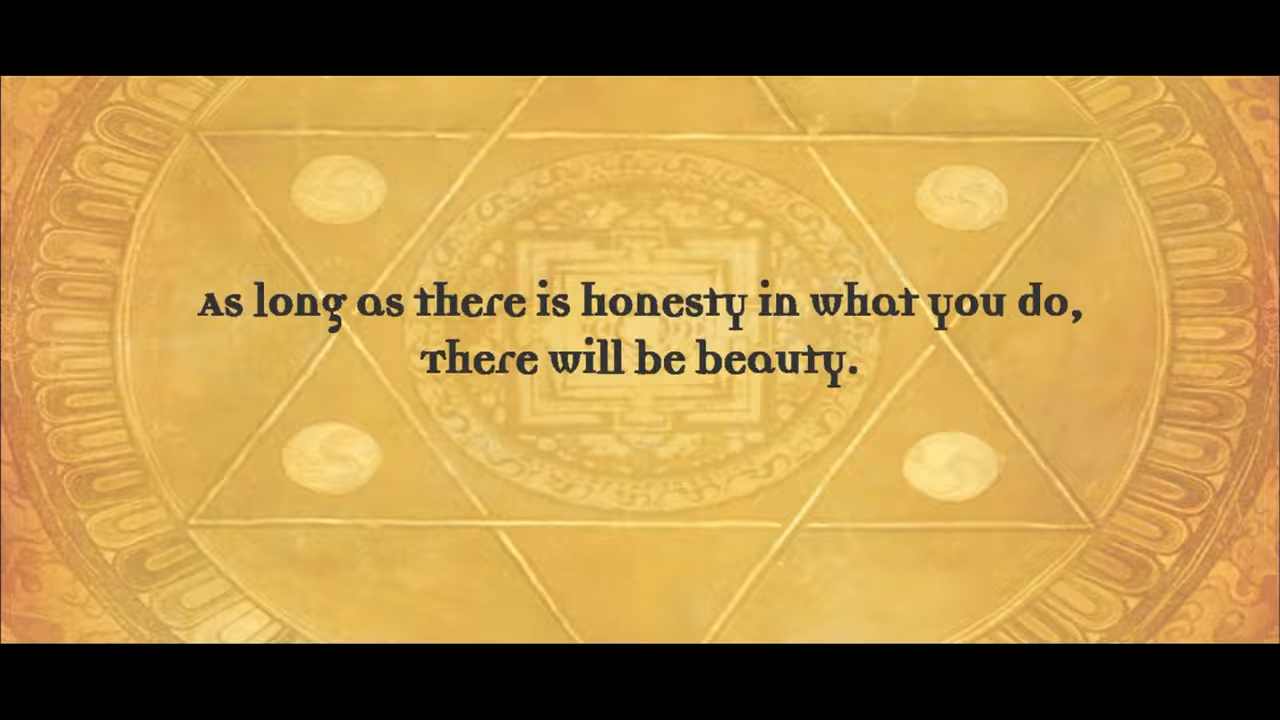 As long as there is honesty in what you do,
There will be beauty.